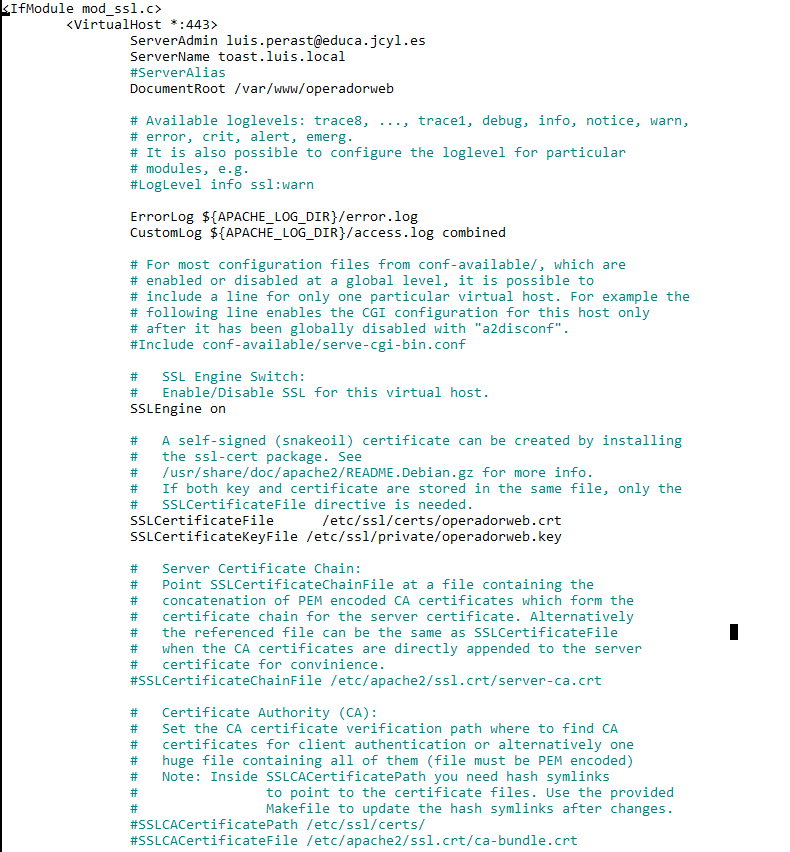 <IfModule mod_ssl.c>
<VirtualHost *:443>
ServerAdmin luis.perast@educa.jcyl.es
ServerName toast.luis.local
#ServerAlias
DocumentRoot /var/www/operadorweb
# Available loglevels: trace8, ..., trace1, debug, info, notice, warn,
# error, crit, alert, emerg.
# It is also possible to configure the loglevel for particular
# modules, e.g.
#LogLevel info ssl:warn
ErrorLog ${APACHE_LOG_DIR}/error.log
CustomLog ${APACHE_LOG_DIR}/access.log combined
# For most configuration files from conf-available/, which are
# enabled or disabled at a global level, it is possible to
# include a line for only one particular virtual host. For example the
# following line enables the CGI configuration for this host only
# after it has been globally disabled with "a2disconf".
#Include conf-available/serve-cgi-bin.conf
#   SSL Engine Switch:
#   Enable/Disable SSL for this virtual host.
SSLEngine on
#   A self-signed (snakeoil) certificate can be created by installing
#   the ssl-cert package. See
#   /usr/share/doc/apache2/README.Debian.gz for more info.
#   If both key and certificate are stored in the same file, only the
#   SSLCertificateFile directive is needed.
SSLCertificateFile      /etc/ssl/certs/operadorweb.crt
SSLCertificateKeyFile /etc/ssl/private/operadorweb.key
#   Server Certificate Chain:
#   Point SSLCertificateChainFile at a file containing the
#   concatenation of PEM encoded CA certificates which form the
#   certificate chain for the server certificate. Alternatively
#   the referenced file can be the same as SSLCertificateFile
#   when the CA certificates are directly appended to the server
#   certificate for convinience.
#SSLCertificateChainFile /etc/apache2/ssl.crt/server-ca.crt
#   Certificate Authority (CA):
#   Set the CA certificate verification path where to find CA
#   certificates for client authentication or alternatively one
#   huge file containing all of them (file must be PEM encoded)
#   Note: Inside SSLCACertificatePath you need hash symlinks
#                to point to the certificate files. Use the provided
#                Makefile to update the hash symlinks after changes.
#SSLCACertificatePath /etc/ssl/certs/
#SSLCACertificateFile /etc/apache2/ssl.crt/ca-bundle.crt